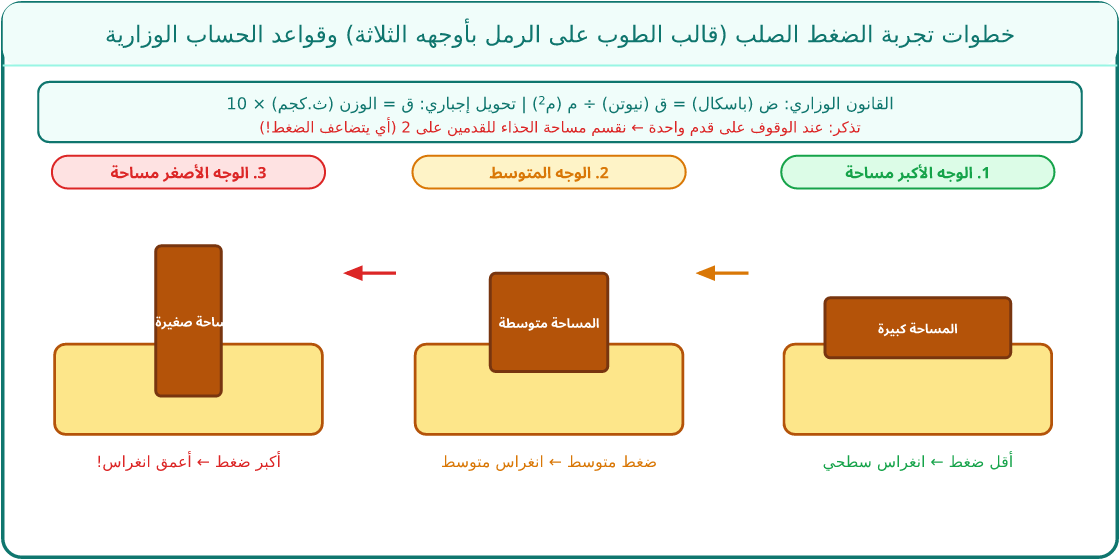 خطوات تجربة الضغط الصلب (قالب الطوب على الرمل بأوجهه الثلاثة) وقواعد الحساب الوزارية
القانون الوزاري: ض (باسكال) = ق (نيوتن) ÷ م (م²) | تحويل إجباري: ق = الوزن (ث.كجم) × 10
تذكر: عند الوقوف على قدم واحدة ← نقسم مساحة الحذاء للقدمين على 2 (أي يتضاعف الضغط!)
1. الوجه الأكبر مساحة
2. الوجه المتوسط
3. الوجه الأصغر مساحة
المساحة كبيرة
المساحة متوسطة
صغيرة
أقل ضغط ← انغراس سطحي
ضغط متوسط ← انغراس متوسط
أكبر ضغط ← أعمق انغراس!